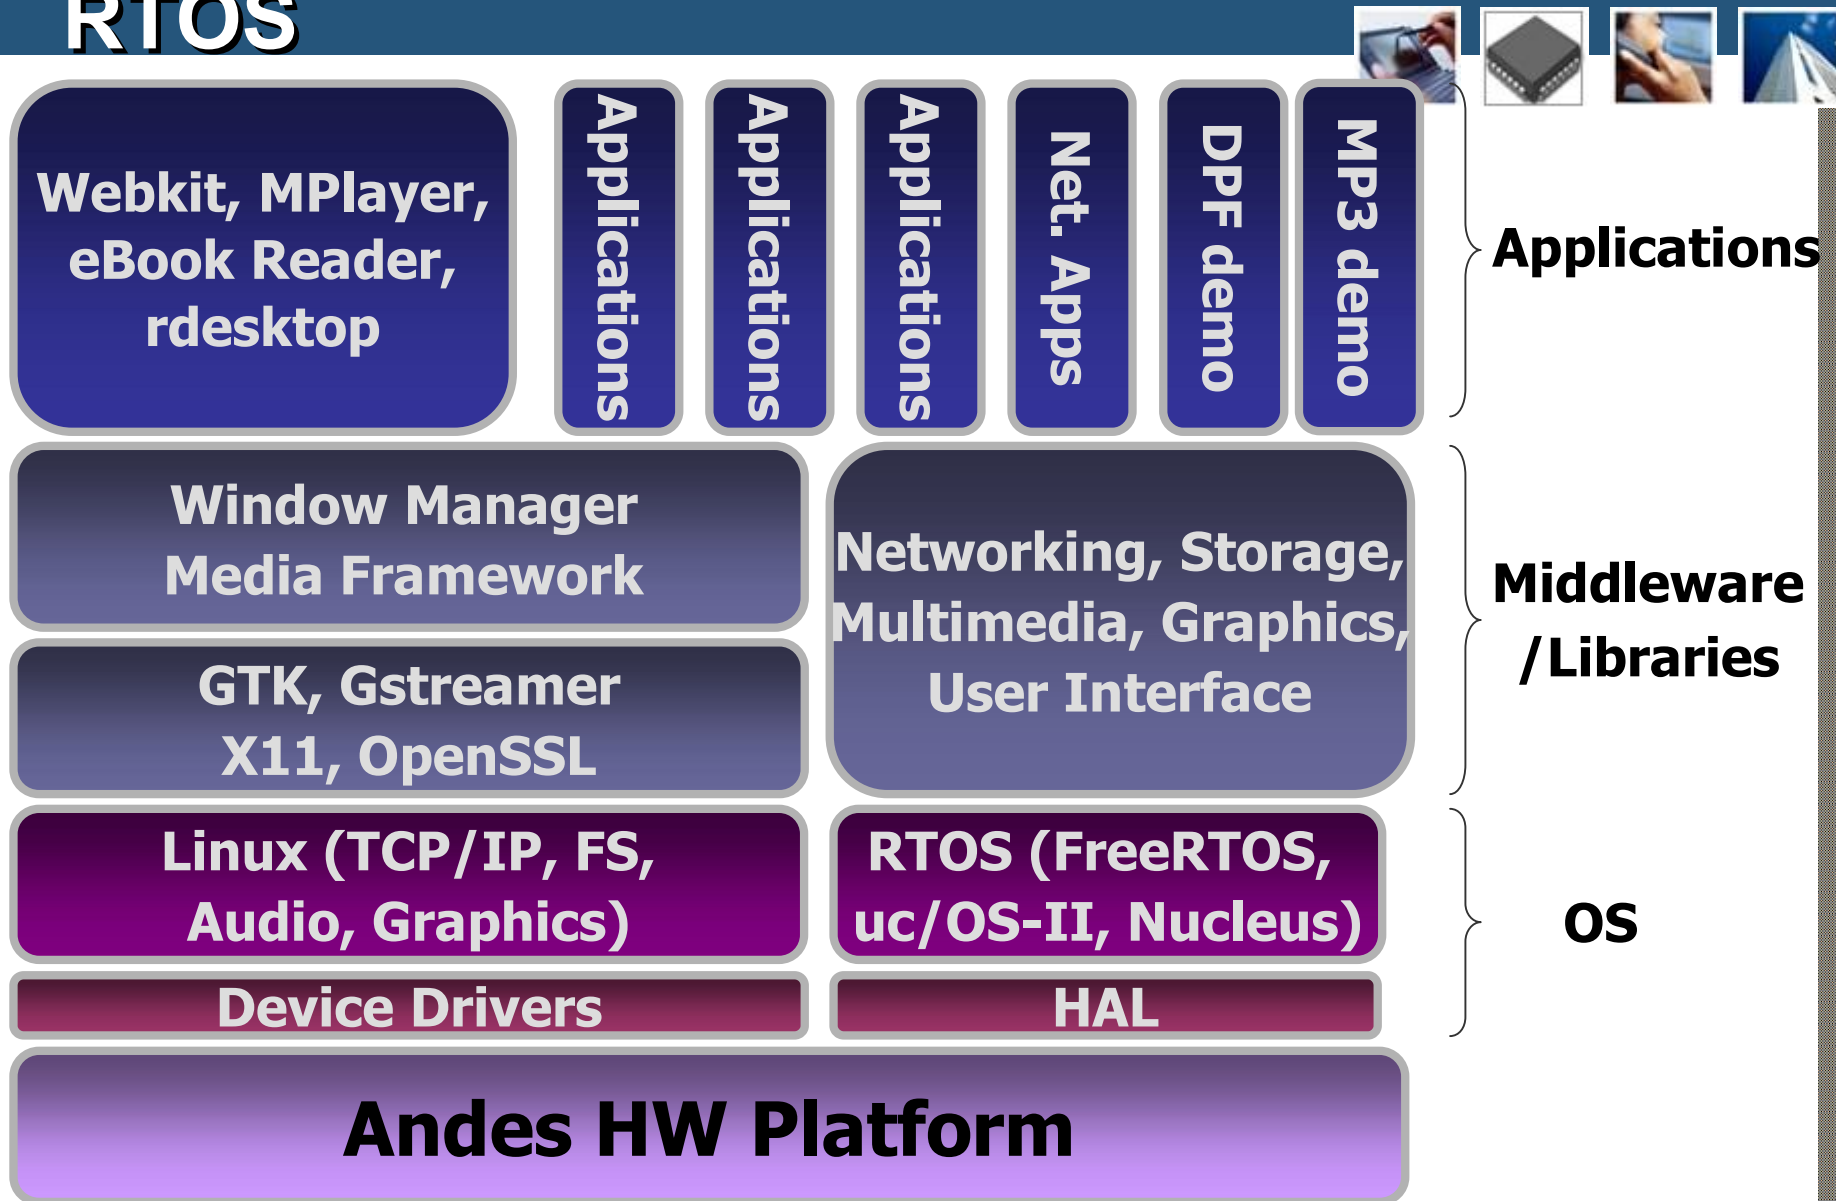 RTOS
Webkit, MPlayer,
eBook Reader,
rdesktop
Applications
Applications
Applications
Net. Apps
DPF demo
MP3 demo
Applications
Window Manager
Media Framework
GTK, Gstreamer
X11, OpenSSL
Networking, Storage,
Multimedia, Graphics,
User Interface
Middleware
/Libraries
Linux (TCP/IP, FS,
Audio, Graphics)
RTOS (FreeRTOS,
uc/OS-II, Nucleus)
Device Drivers
HAL
OS
Andes HW Platform